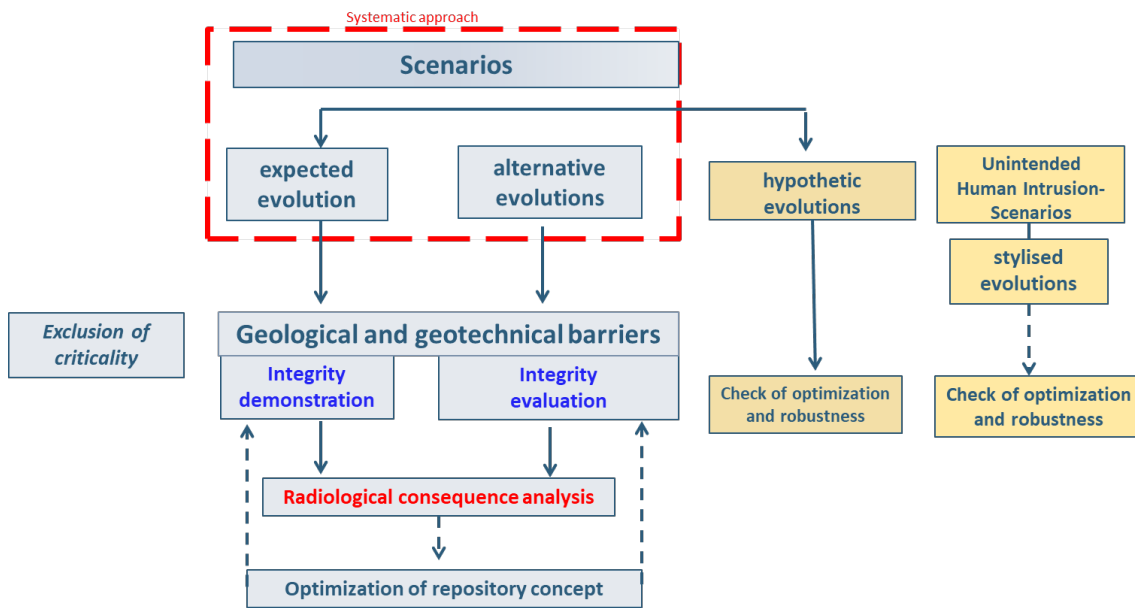 Systematic approach
Scenarios
expected
evolution
alternative
evolutions
hypothetic
evolutions
Unintended
Human Intrusion-
Scenarios
stylised
evolutions
Exclusion of
criticality
Geological and geotechnical barriers
Integrity
demonstration
Integrity
evaluation
Check of optimization
and robustness
Check of optimization
and robustness
Radiological consequence analysis
Optimization of repository concept